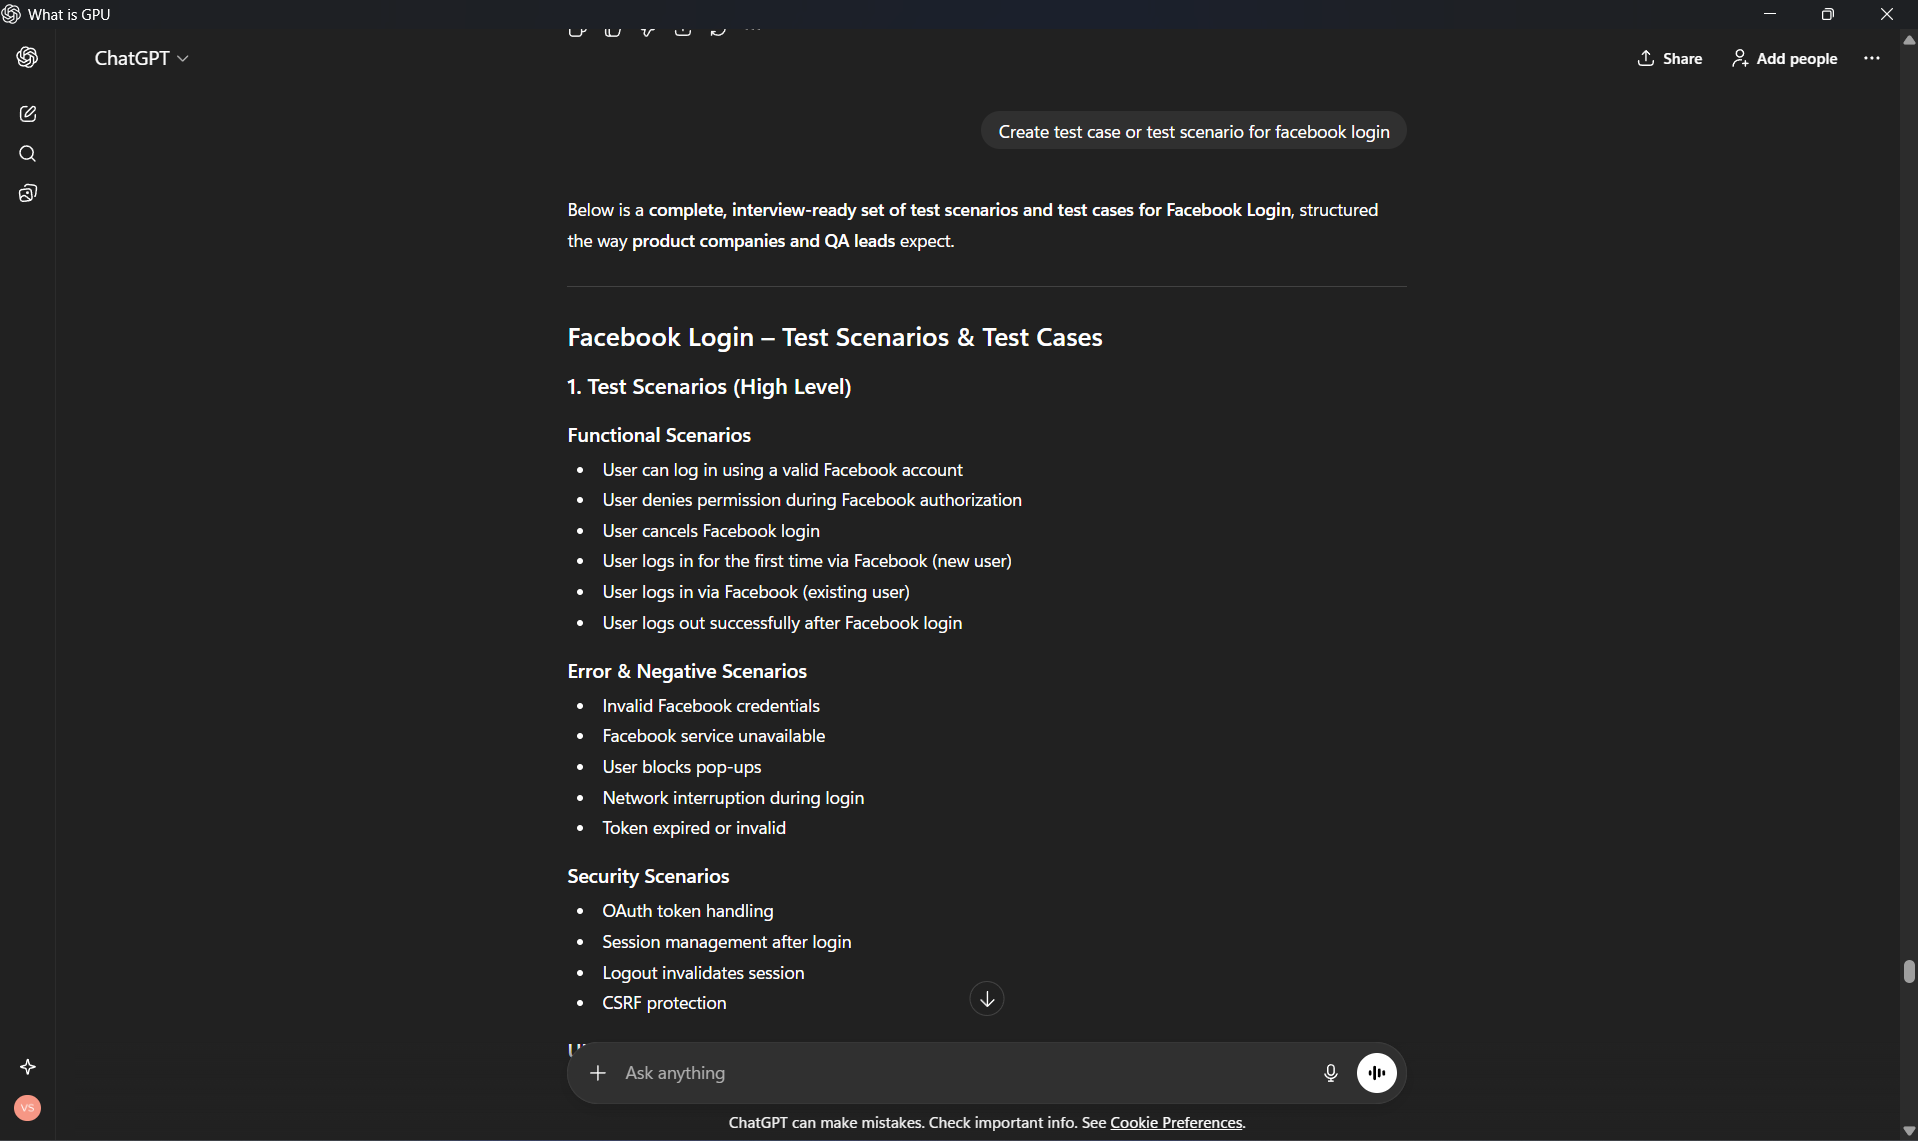 What is GPU
ChatGPT
Share
Add people
Create test case or test scenario for facebook login
Below is a complete, interview-ready set of test scenarios and test cases for Facebook Login, structured
the way product companies and QA leads expect.
Facebook Login – Test Scenarios & Test Cases
1. Test Scenarios (High Level)
Functional Scenarios
• User can log in using a valid Facebook account
• User denies permission during Facebook authorization
• User cancels Facebook login
• User logs in for the first time via Facebook (new user)
• User logs in via Facebook (existing user)
• User logs out successfully after Facebook login
Error & Negative Scenarios
• Invalid Facebook credentials
• Facebook service unavailable
• User blocks pop-ups
• Network interruption during login
• Token expired or invalid
Security Scenarios
• OAuth token handling
• Session management after login
• Logout invalidates session
• CSRF protection
Ask anything
VS
ChatGPT can make mistakes. Check important info. See Cookie Preferences.